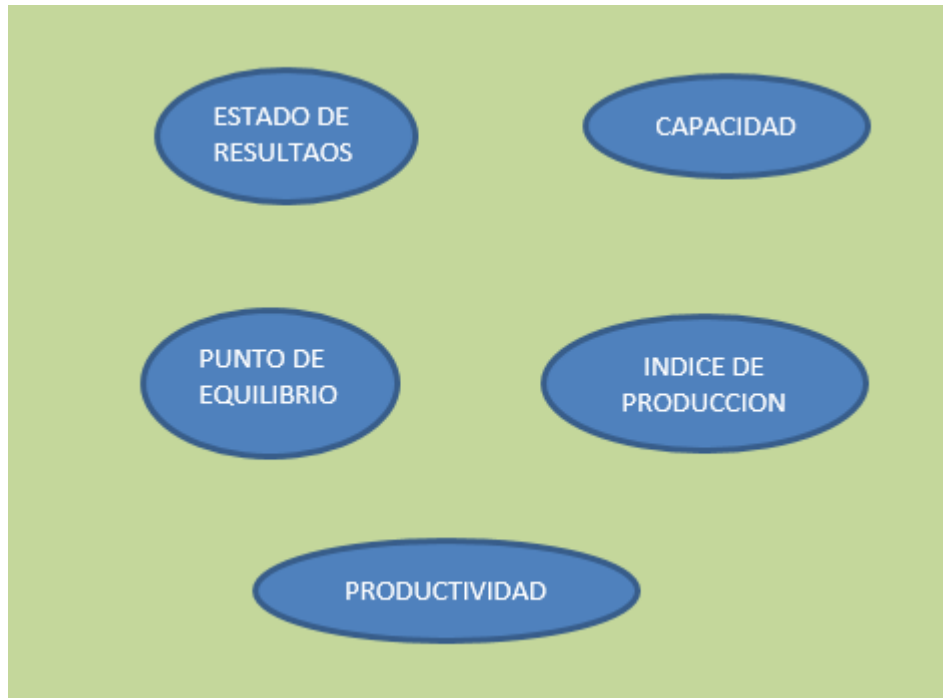 ESTADO DE
RESULTAOS
CAPACIDAD
PUNTO DE
EQUILIBRIO
INDICE DE
PRODUCCION
PRODUCTIVIDAD